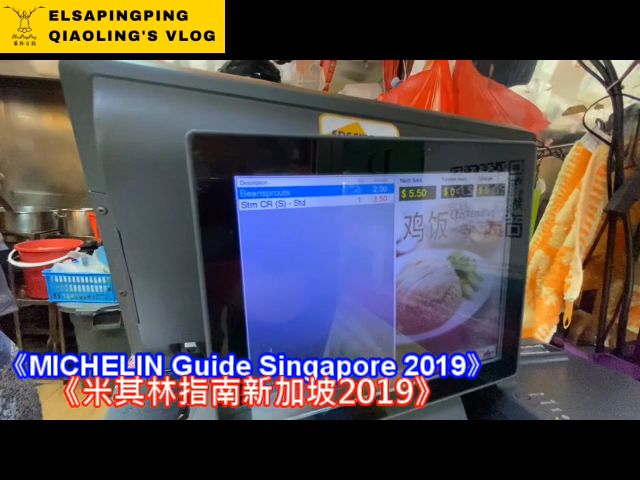 ELSAPINGPING
QIAOLING'S VLOG
Description
Beansprouts 2.00
Stm CR (S) - Std 1 3.50
$ 5.50
鸡饭
《MICHELIN Guide Singapore 2019》
《米其林指南新加坡2019》